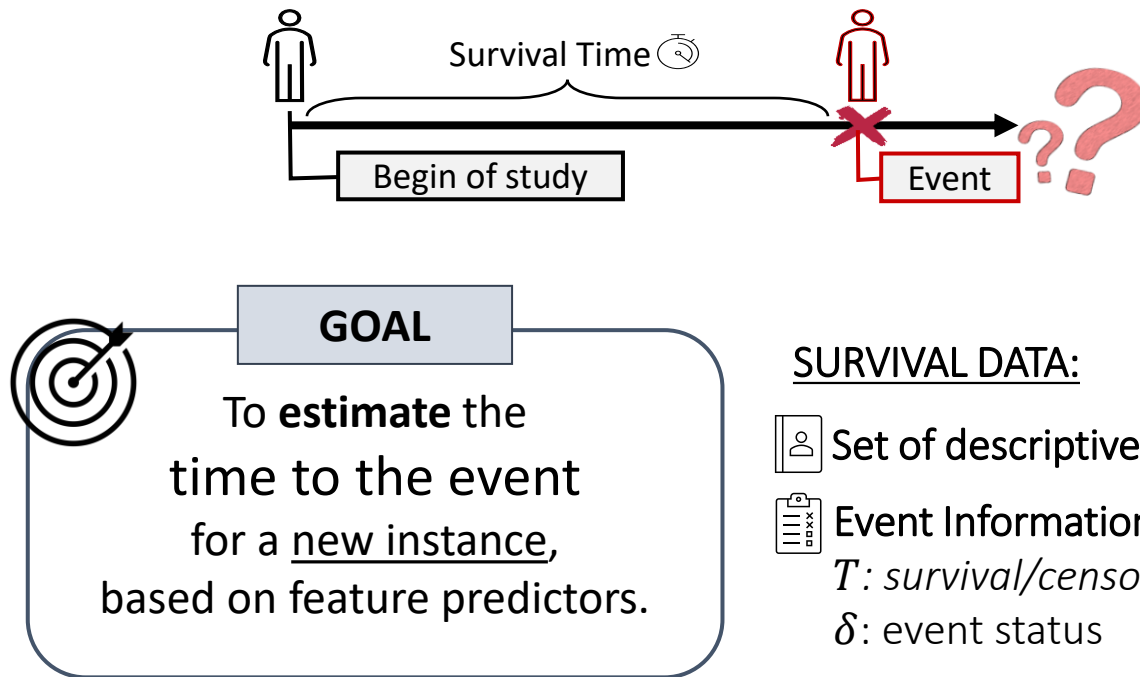 Survival Time
Begin of study
Event
GOAL
To estimate the
time to the event
for a new instance,
based on feature predictors.
SURVIVAL DATA:
Set of descriptive
Event Information
T: survival/censo
δ: event status